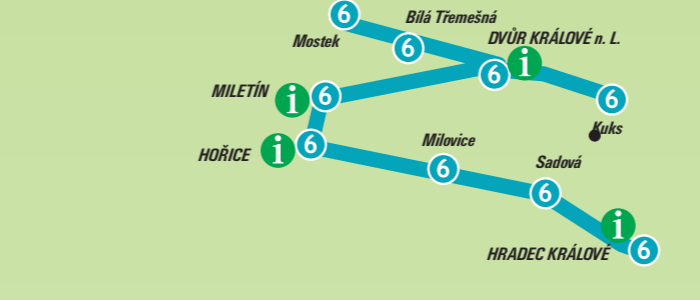 6
Bílá Třemešná
Mostek
6
DVŮR KRÁLOVÉ n. L.
i
6
MILETÍN
i
6
6
Kuks
HOŘICE
i
6
Milovice
6
Sadová
6
i
HRADEC KRÁLOVÉ
6